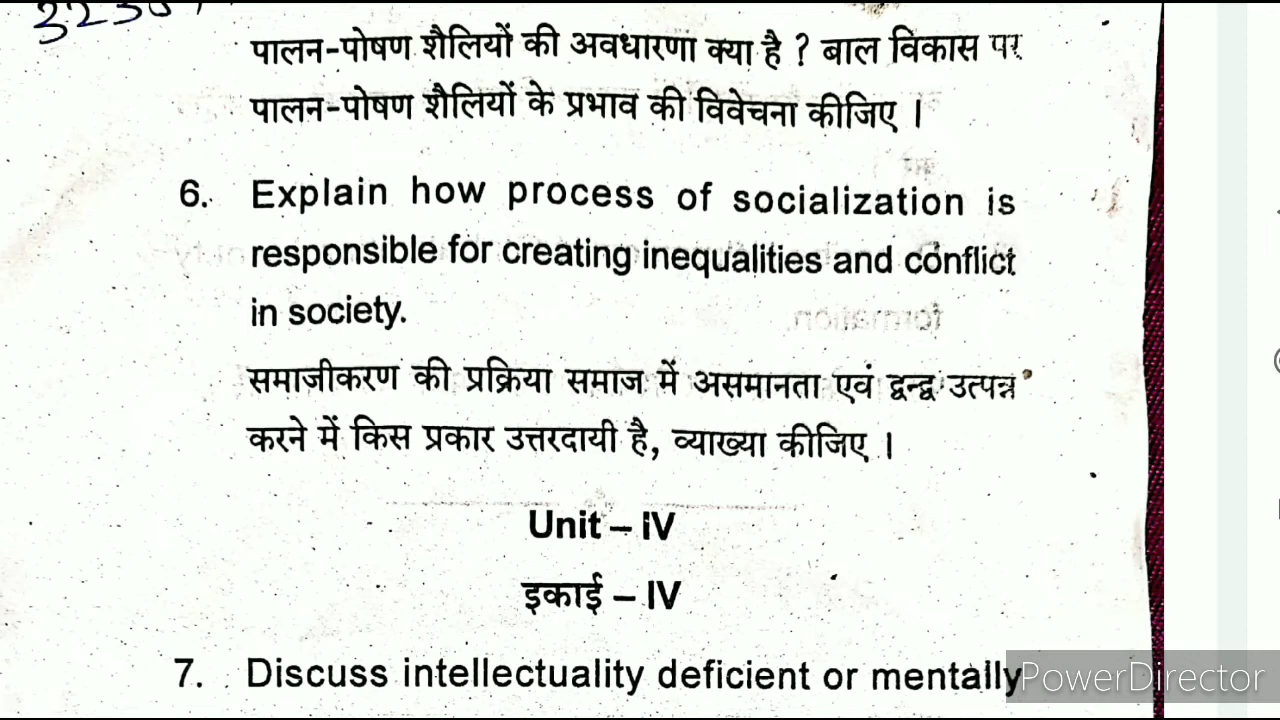 पालन-पोषण शैलियों की अवधारणा क्या है ? बाल विकास पर
पालन-पोषण शैलियों के प्रभाव की विवेचना कीजिए ।
6. Explain how process of socialization is
responsible for creating inequalities and conflict
in society.
समाजीकरण की प्रक्रिया समाज में असमानता एवं द्वन्द्व उत्पन्न
करने में किस प्रकार उत्तरदायी है, व्याख्या कीजिए ।
Unit – IV
इकाई – IV
7. Discuss intellectuality deficient or mentally
PowerDirector